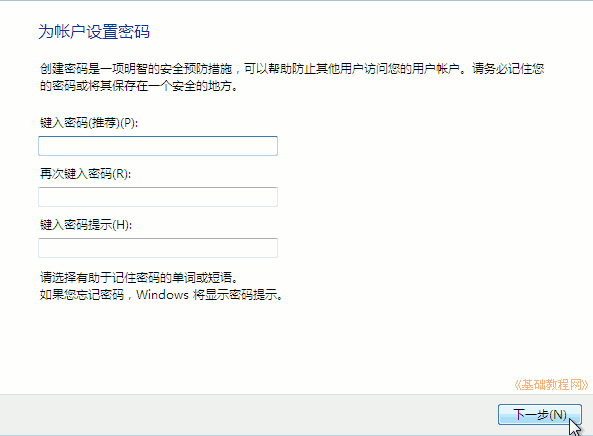 为帐户设置密码
创建密码是一项明智的安全预防措施，可以帮助防止其他用户访问您的用户帐户。请务必记住您
的密码或将其保存在一个安全的地方。
键入密码(推荐)(P):
再次键入密码(R):
键入密码提示(H):
请选择有助于记住密码的单词或短语。
如果您忘记密码，Windows 将显示密码提示。
《基础教程网》
下一步(N)